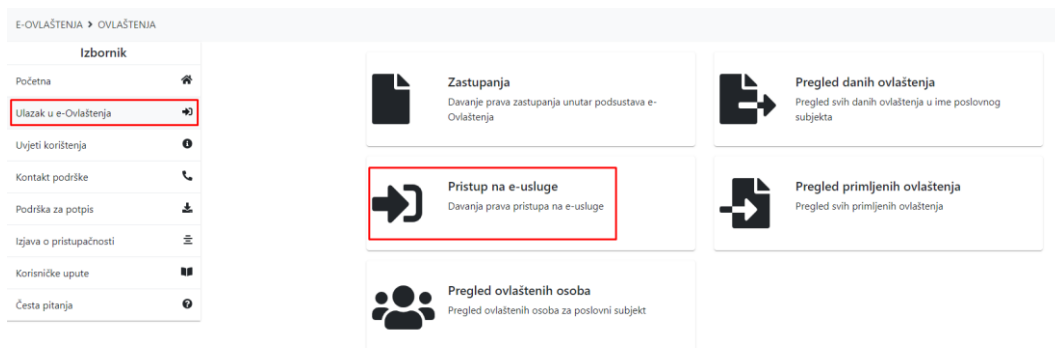 E-OVLAŠTENJA > OVLAŠTENJA
Izbornik
Početna
Ulazak u e-Ovlaštenja
Uvjeti korištenja
Kontakt podrške
Podrška za potpis
Izjava o pristupačnosti
Korisničke upute
Česta pitanja
Zastupanja
Davanje prava zastupanja unutar podsustava e-
Ovlaštenja
Pregled danih ovlaštenja
Pregled svih danih ovlaštenja u ime poslovnog
subjekta
Pristup na e-usluge
Davanja prava pristupa na e-usluge
Pregled primljenih ovlaštenja
Pregled svih primljenih ovlaštenja
Pregled ovlaštenih osoba
Pregled ovlaštenih osoba za poslovni subjekt